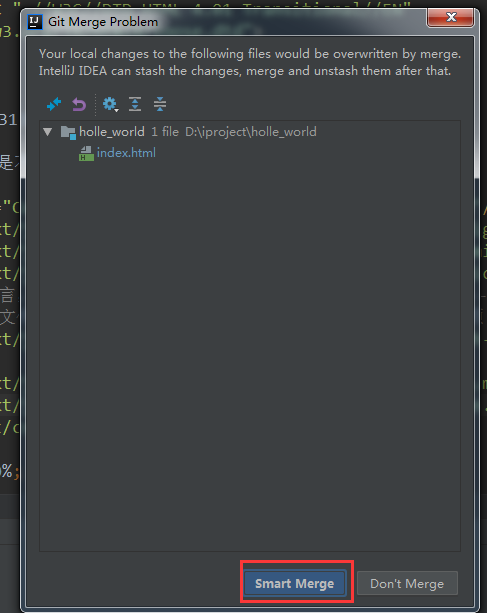 Git Merge Problem
Your local changes to the following files would be overwritten by merge.
IntelliJ IDEA can stash the changes, merge and unstash them after that.
holle_world 1 file D:\iproject\holle_world
index.html
Smart Merge
Don't Merge